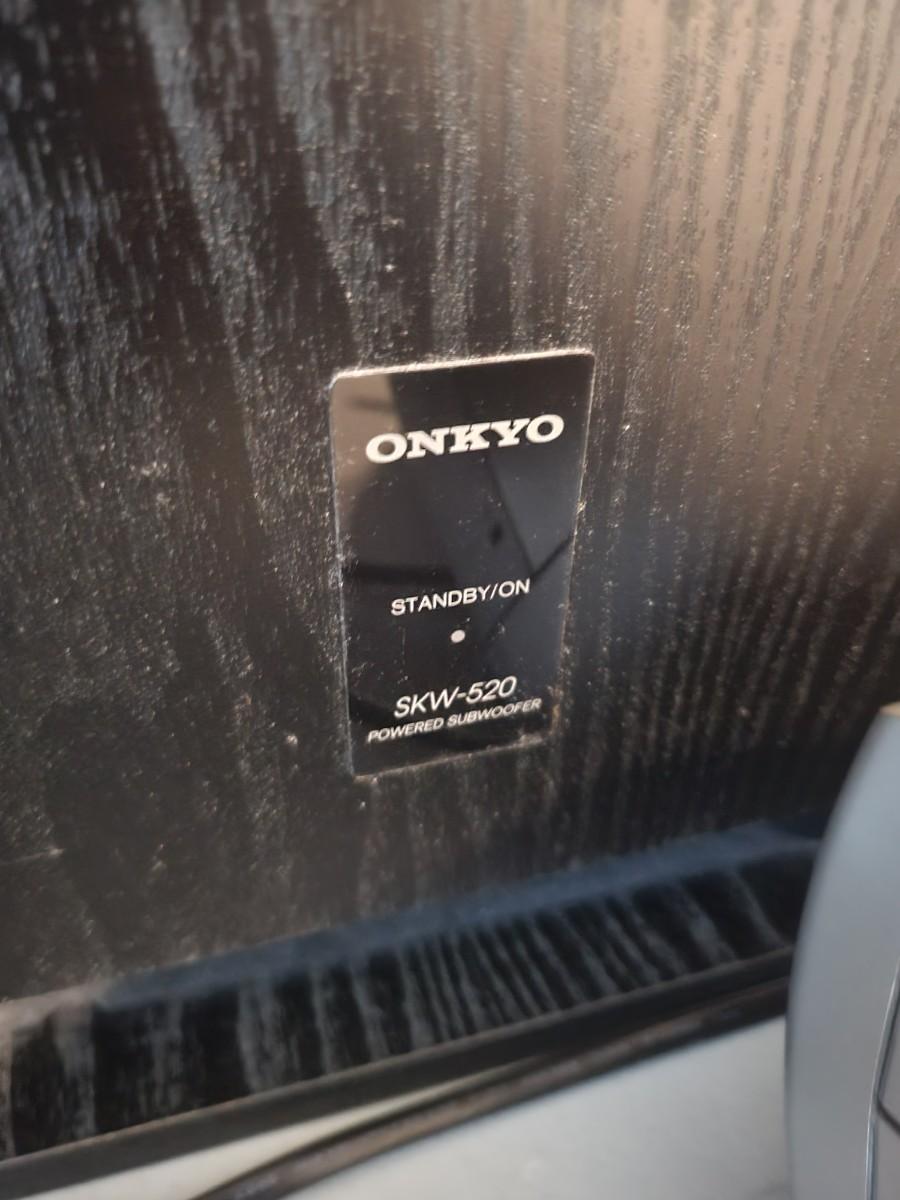 ONKYO
STANDBY/ON
SKW-520
POWERED SUBWOOFER